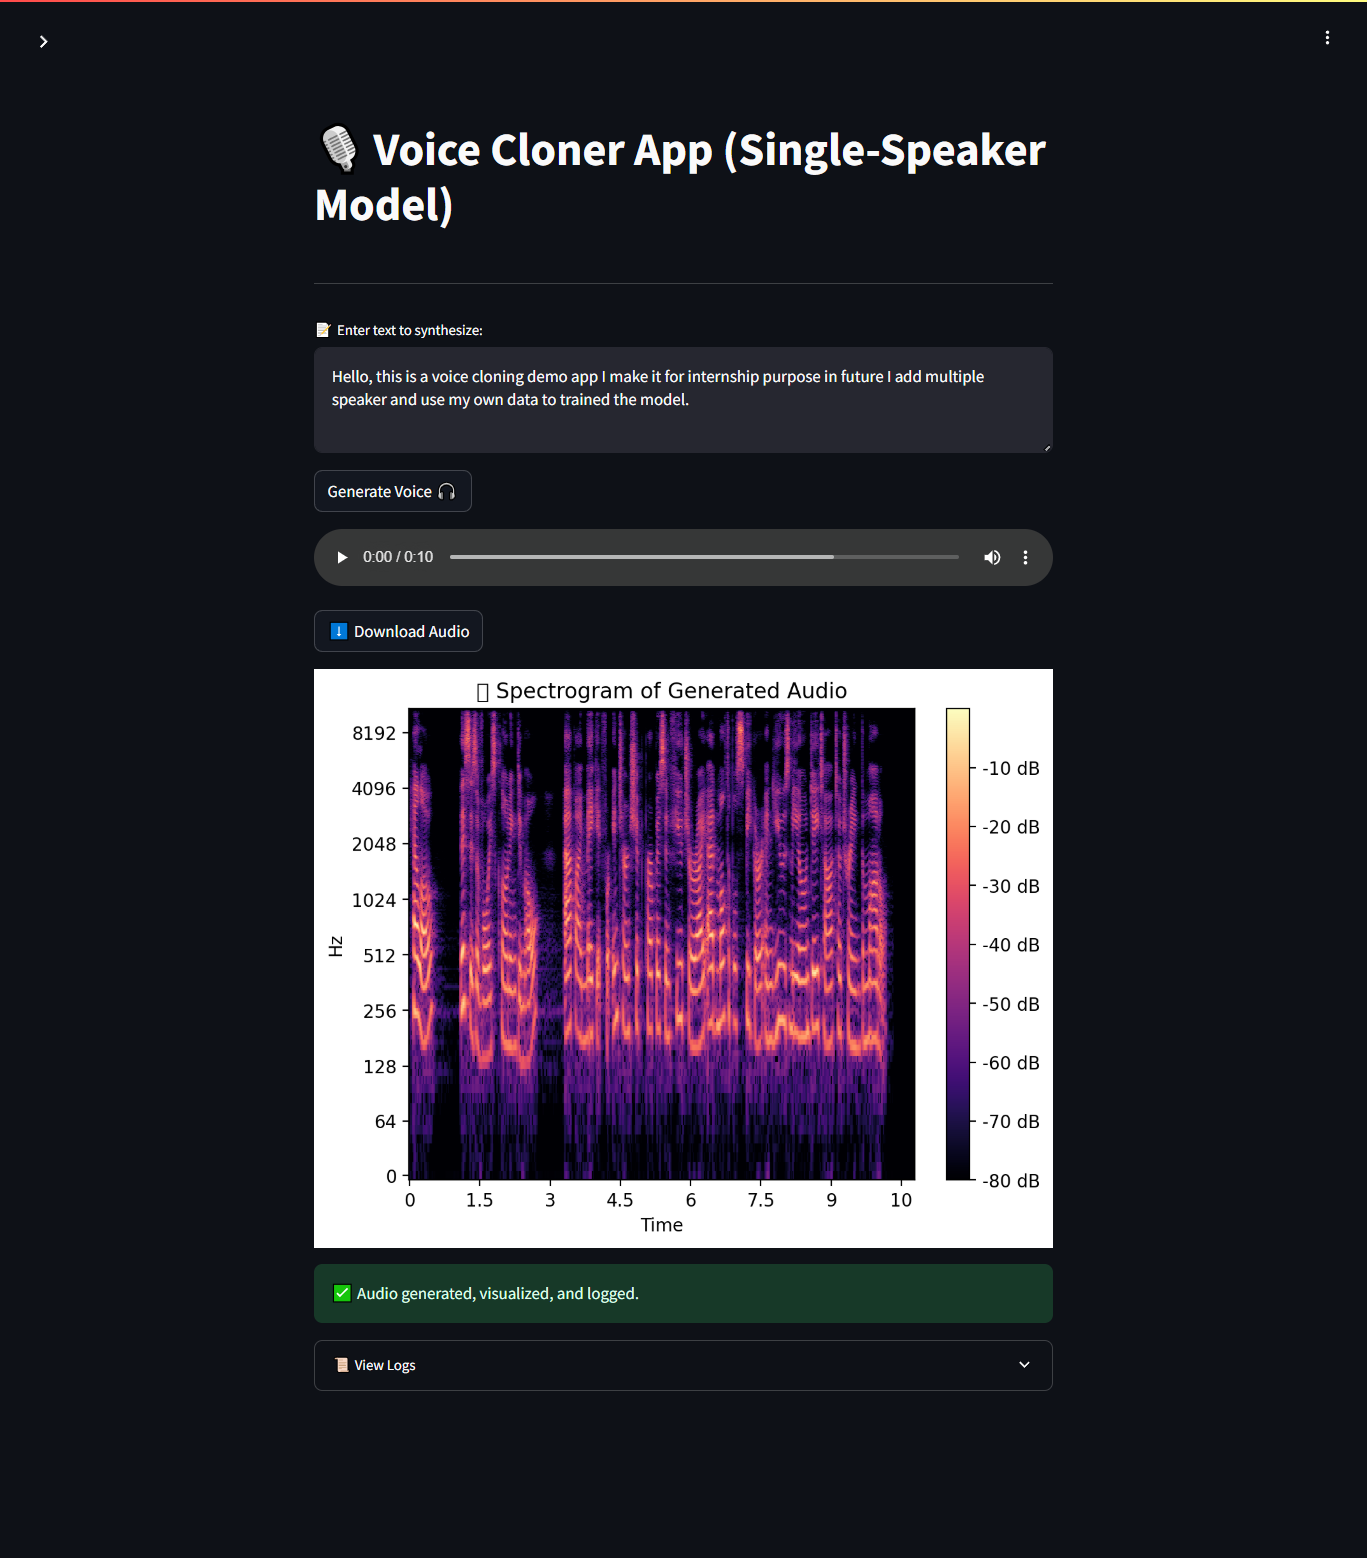 🎙️ Voice Cloner App (Single-Speaker
Model)
📝 Enter text to synthesize:
Hello, this is a voice cloning demo app I make it for internship purpose in future I add multiple
speaker and use my own data to trained the model.
Generate Voice 🎧
0:00 / 0:10
⬇️ Download Audio
Spectrogram of Generated Audio
8192
4096
2048
1024
512
256
128
64
0
Hz
0 1.5 3 4.5 6 7.5 9 10
Time
-10 dB
-20 dB
-30 dB
-40 dB
-50 dB
-60 dB
-70 dB
-80 dB
✅ Audio generated, visualized, and logged.
📜 View Logs